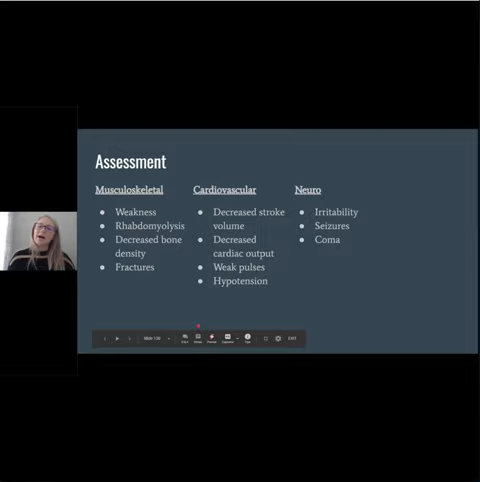 Assessment
Musculoskeletal
● Weakness
● Rhabdomyolysis
● Decreased bone
density
● Fractures
Cardiovascular
● Decreased stroke
volume
● Decreased
cardiac output
● Weak pulses
● Hypotension
Neuro
● Irritability
● Seizures
● Coma
EXIT